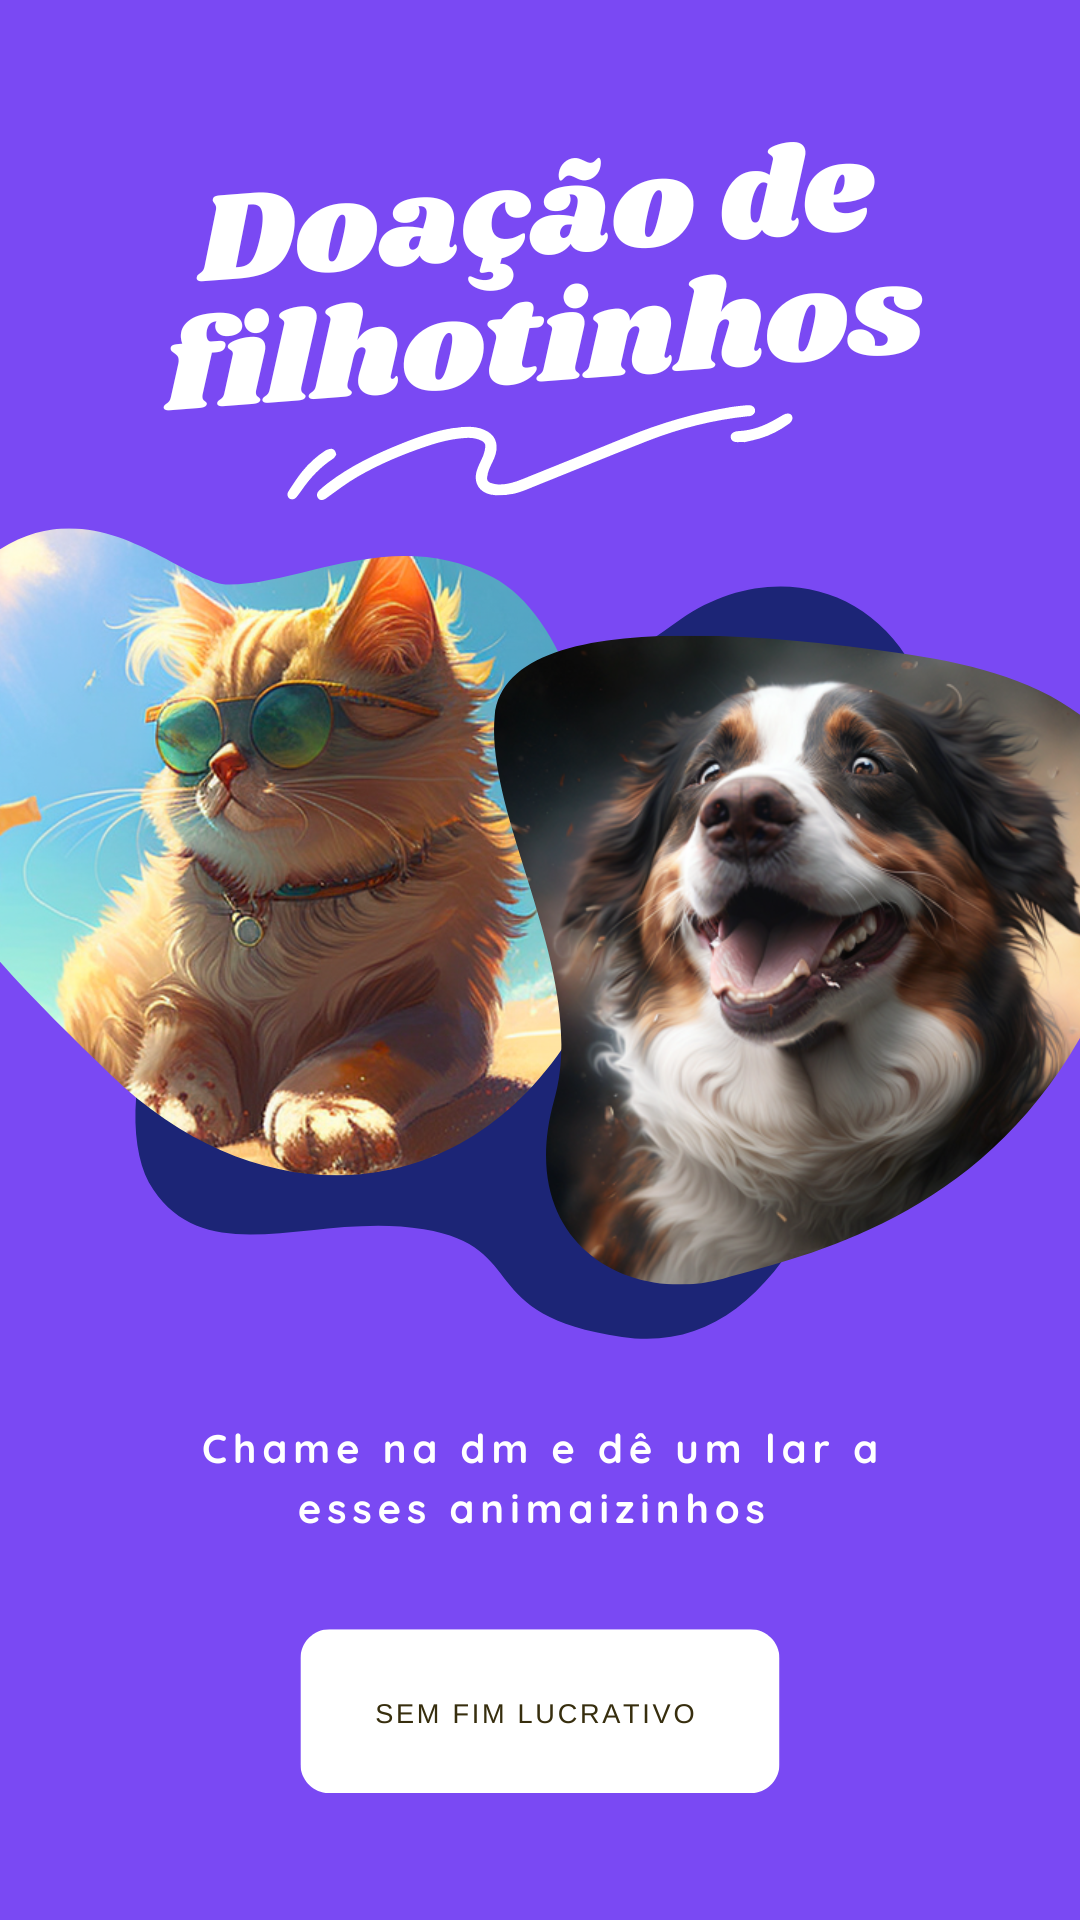 Doação de
filhotinhos
Chame na dm e dê um lar a
esses animaizinhos
SEM FIM LUCRATIVO